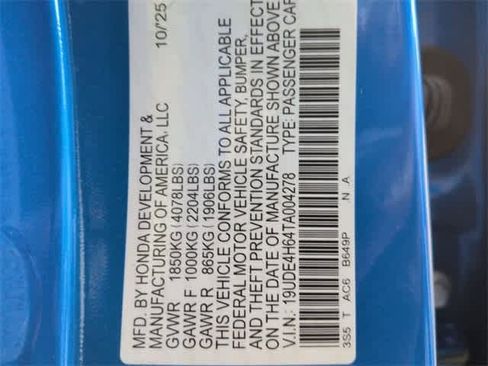 MFD. BY HONDA DEVELOPMENT &
MANUFACTURING OF AMERICA, LLC 10/25
GVWR 1850KG (4078LBS)
GAWR F 1000KG (2204LBS)
GAWR R 865KG (1906LBS)
THIS VEHICLE CONFORMS TO ALL APPLICABLE
FEDERAL MOTOR VEHICLE SAFETY, BUMPER,
AND THEFT PREVENTION STANDARDS IN EFFECT
ON THE DATE OF MANUFACTURE SHOWN ABOVE.
V.I.N.: 19UDE4H64TA004278 TYPE: PASSENGER CAR
3S5 T AC6 B649P N A